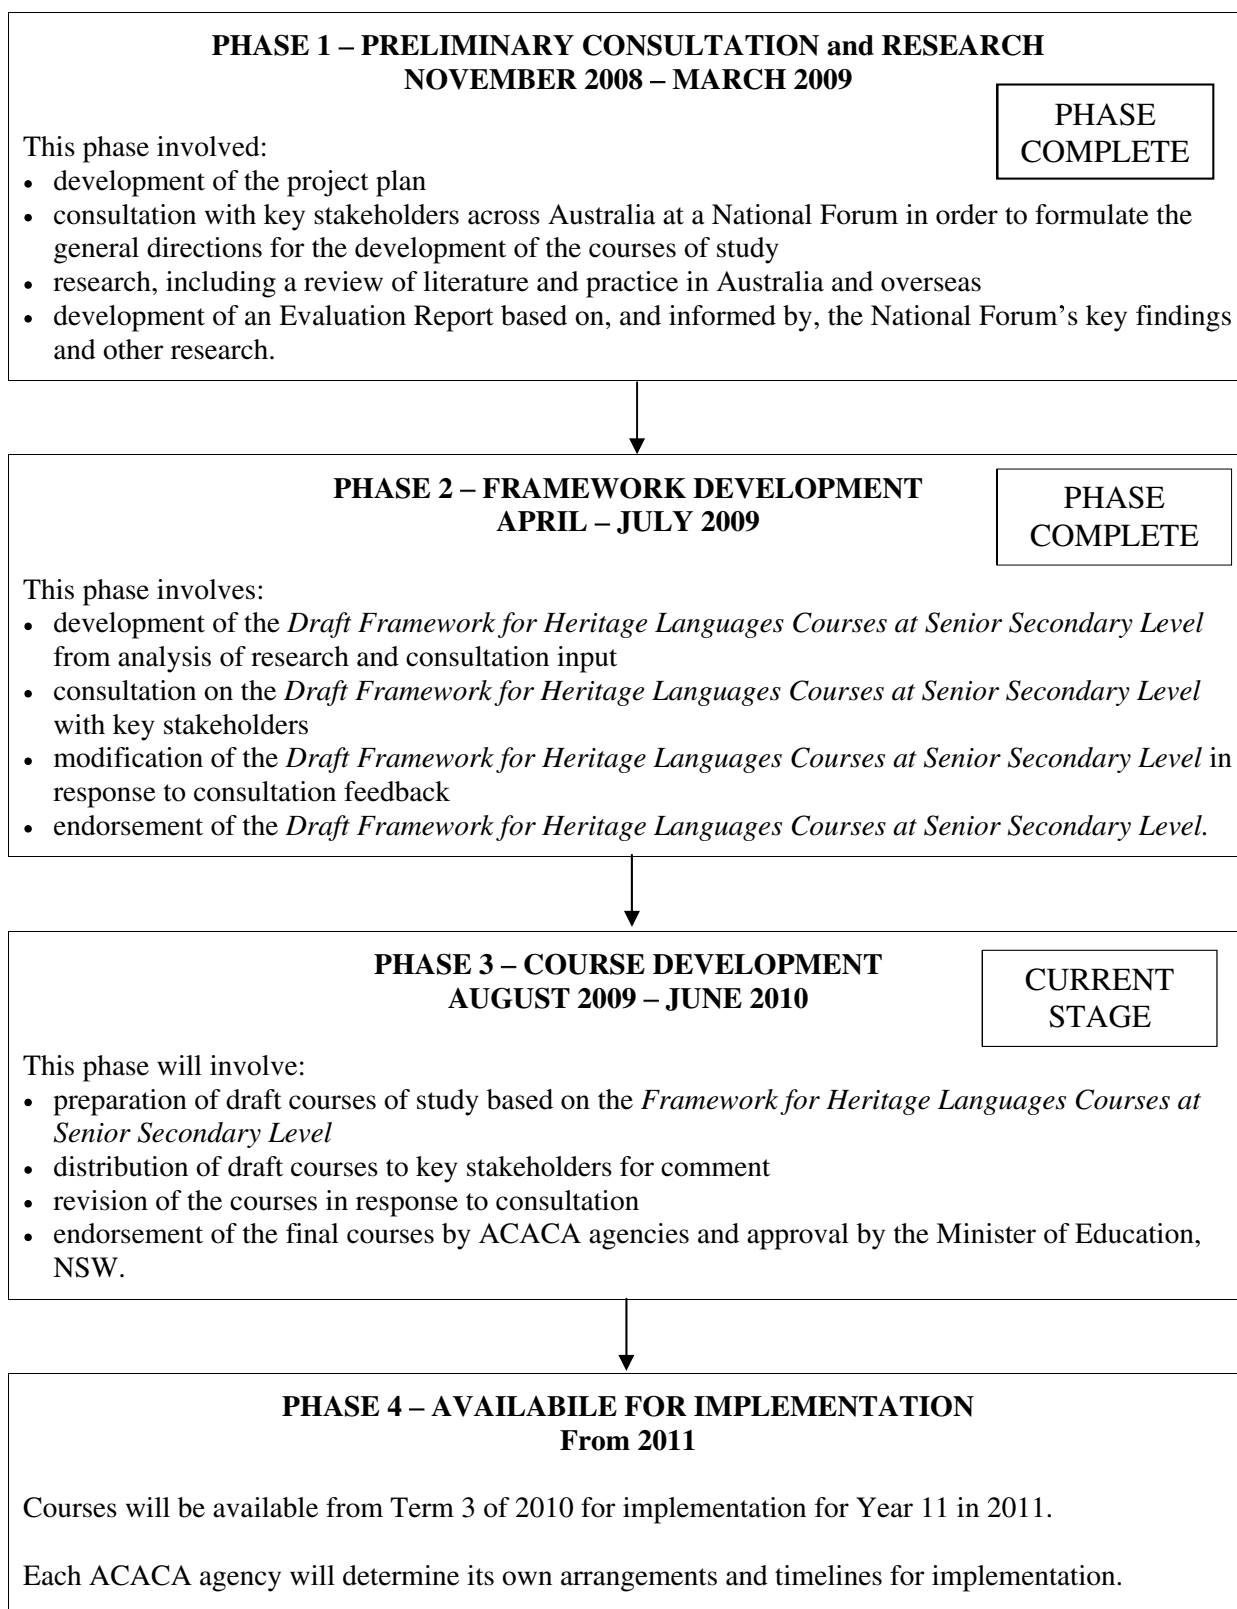 PHASE 1 – PRELIMINARY CONSULTATION and RESEARCH
NOVEMBER 2008 – MARCH 2009
PHASE
COMPLETE
This phase involved:
• development of the project plan
• consultation with key stakeholders across Australia at a National Forum in order to formulate the
general directions for the development of the courses of study
• research, including a review of literature and practice in Australia and overseas
• development of an Evaluation Report based on, and informed by, the National Forum’s key findings
and other research.
PHASE 2 – FRAMEWORK DEVELOPMENT
APRIL – JULY 2009
PHASE
COMPLETE
This phase involves:
• development of the Draft Framework for Heritage Languages Courses at Senior Secondary Level
from analysis of research and consultation input
• consultation on the Draft Framework for Heritage Languages Courses at Senior Secondary Level
with key stakeholders
• modification of the Draft Framework for Heritage Languages Courses at Senior Secondary Level in
response to consultation feedback
• endorsement of the Draft Framework for Heritage Languages Courses at Senior Secondary Level.
PHASE 3 – COURSE DEVELOPMENT
AUGUST 2009 – JUNE 2010
CURRENT
STAGE
This phase will involve:
• preparation of draft courses of study based on the Framework for Heritage Languages Courses at
Senior Secondary Level
• distribution of draft courses to key stakeholders for comment
• revision of the courses in response to consultation
• endorsement of the final courses by ACACA agencies and approval by the Minister of Education,
NSW.
PHASE 4 – AVAILABILE FOR IMPLEMENTATION
From 2011
Courses will be available from Term 3 of 2010 for implementation for Year 11 in 2011.
Each ACACA agency will determine its own arrangements and timelines for implementation.